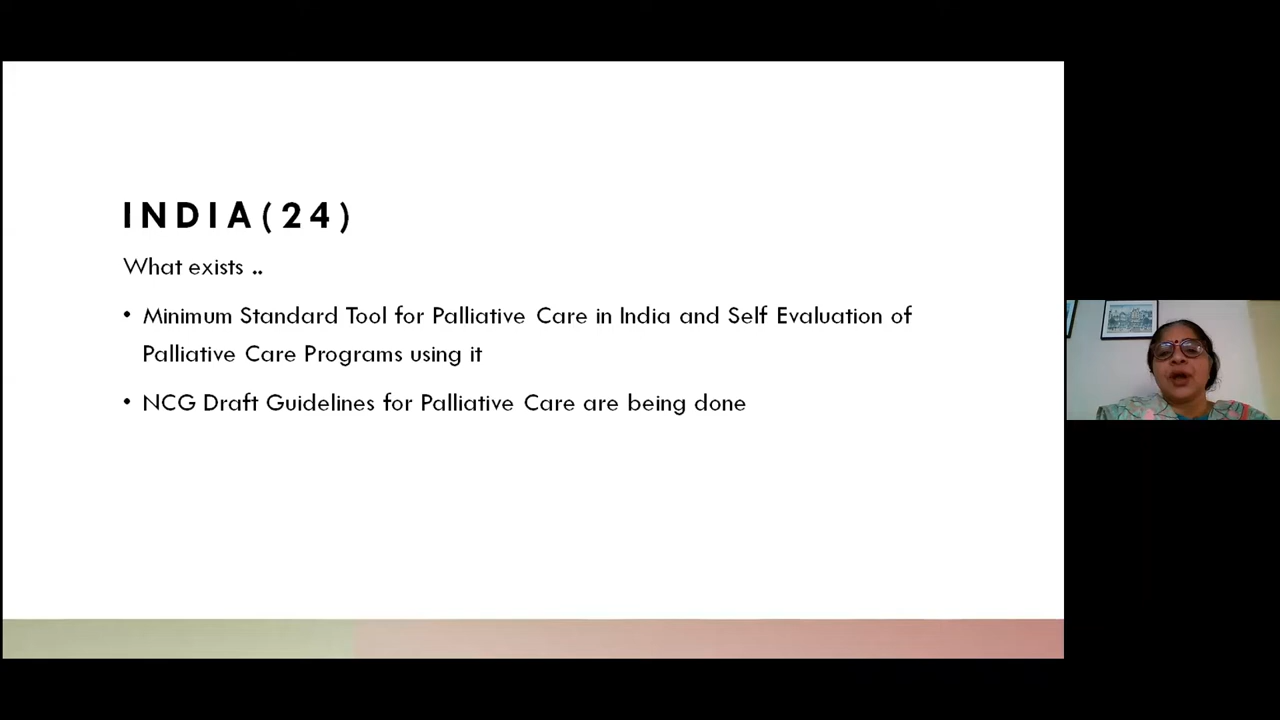 INDIA(24)
What exists ..
• Minimum Standard Tool for Palliative Care in India and Self Evaluation of
Palliative Care Programs using it
• NCG Draft Guidelines for Palliative Care are being done